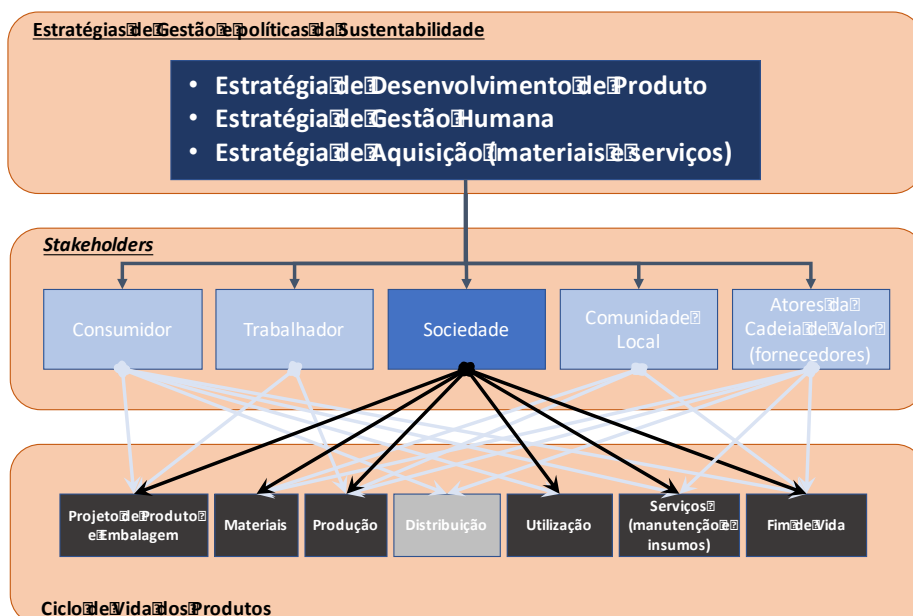 Estratégias de Gestão e políticas da Sustentabilidade
• Estratégia de Desenvolvimento de Produto
• Estratégia de Gestão Humana
• Estratégia de Aquisição (materiais e serviços)
Stakeholders
Consumidor
Trabalhador
Sociedade
Comunidade
Local
Atores da
Cadeia de Valor
(fornecedores)
Projeto de Produto
e Embalagem
Materiais
Produção
Distribuição
Utilização
Serviços
(manutenção e
insumos)
Fim de Vida
Ciclo de Vida dos Produtos